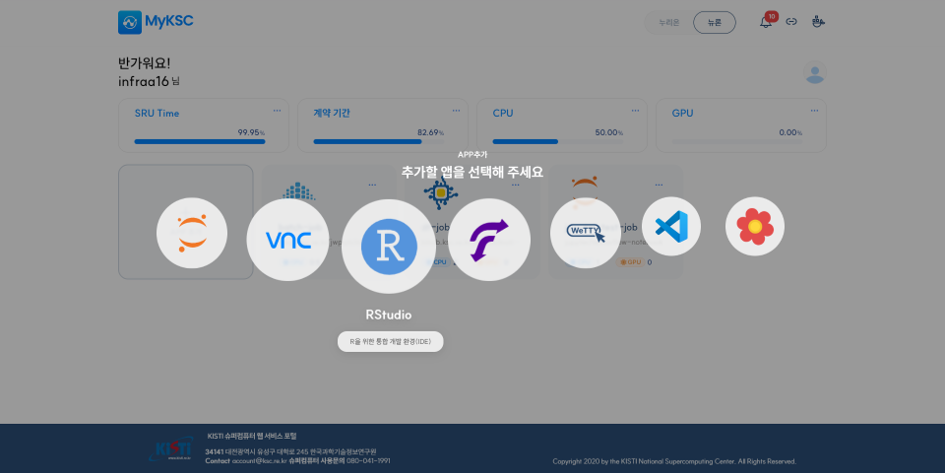 MyKSC
누리온
뉴론
10
반가워요!
infraa16 님
SRU Time
99.95%
계약 기간
82.69%
CPU
50.00%
GPU
0.00%
APP추가
추가할 앱을 선택해 주세요
vnc
R
WeTTY
-job
-job
CPU
GPU 0
RStudio
R을 위한 통합 개발 환경(IDE)
KISTI
KISTI 슈퍼컴퓨터 웹 서비스 포털
34141 대전광역시 유성구 대학로 245 한국과학기술정보연구원
Contact account@ksc.re.kr 슈퍼컴퓨터 사용문의 080-041-1991
Copyright 2020 by the KISTI National Supercomputing Center. All Rights Reserved.